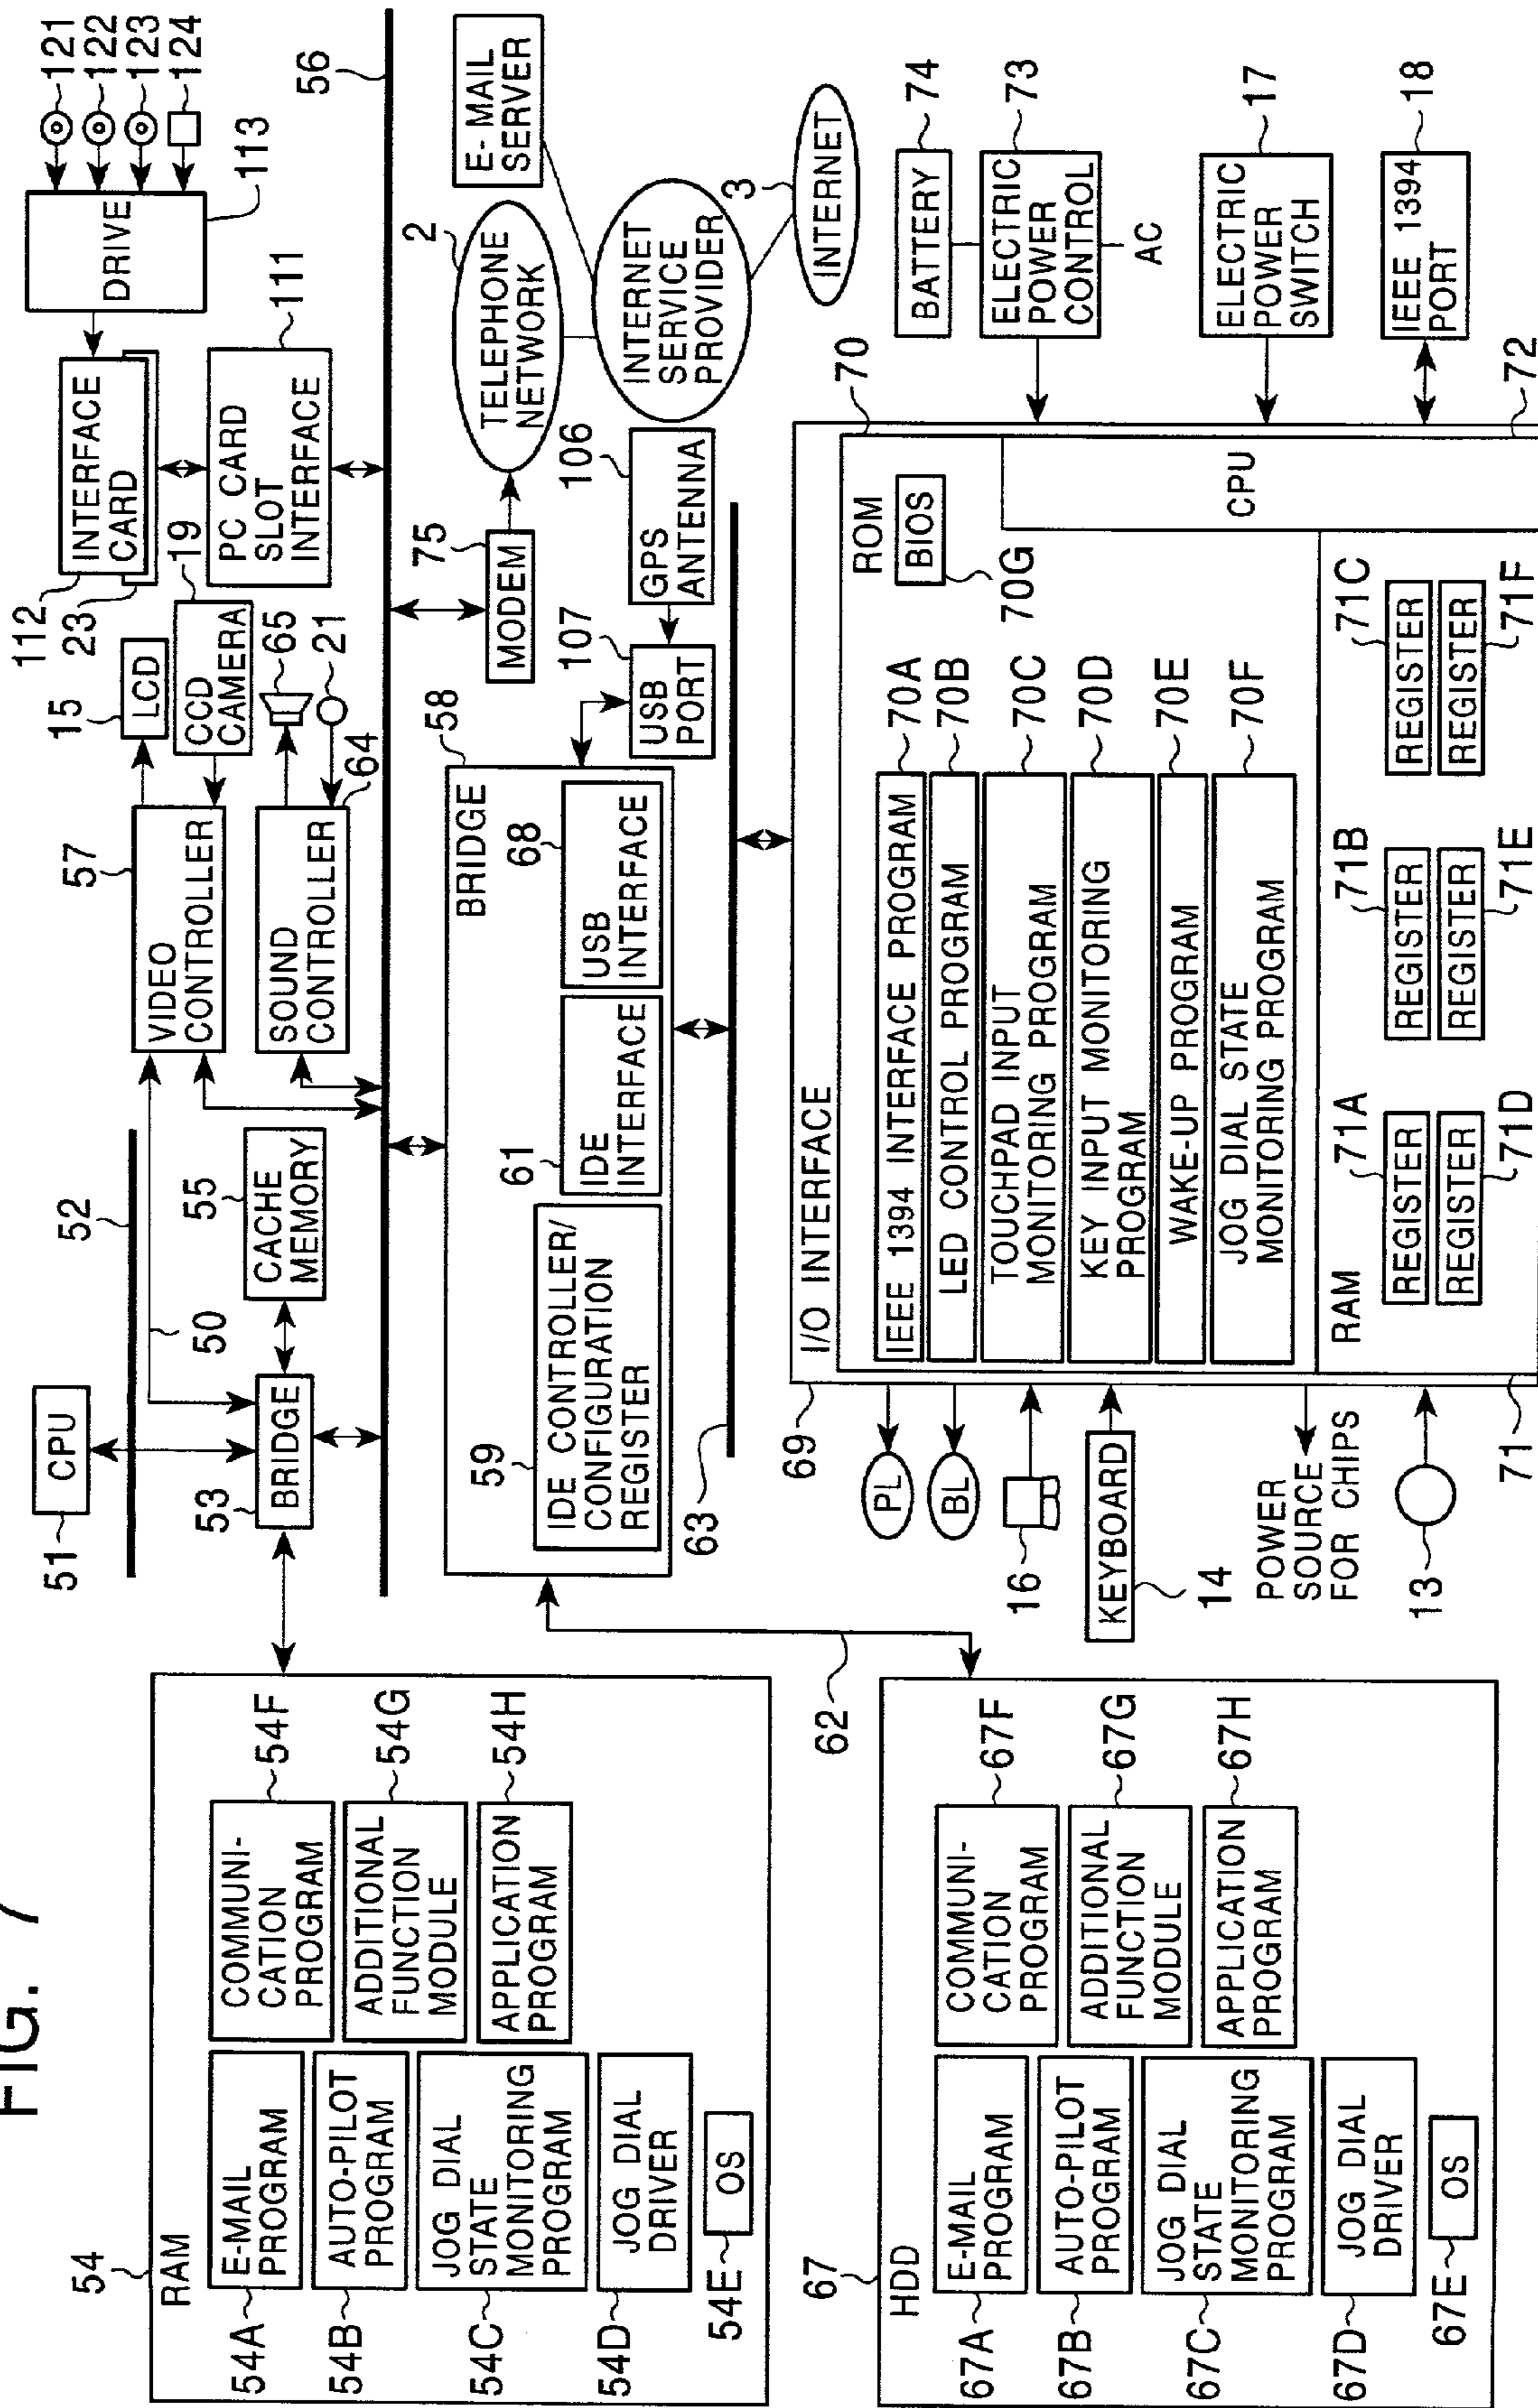 FIG. 7
54
RAM
54A
E-MAIL
PROGRAM
54B
AUTO-PILOT
PROGRAM
54C
JOG DIAL
STATE
MONITORING
PROGRAM
54D
JOG DIAL
DRIVER
54E
OS
COMMUNI-
CATION
PROGRAM
54F
ADDITIONAL
FUNCTION
MODULE
54G
APPLICATION
PROGRAM
54H
67
HDD
67A
E-MAIL
PROGRAM
67B
AUTO-PILOT
PROGRAM
67C
JOG DIAL
STATE
MONITORING
PROGRAM
67D
JOG DIAL
DRIVER
67E
OS
COMMUNI-
CATION
PROGRAM
67F
ADDITIONAL
FUNCTION
MODULE
67G
APPLICATION
PROGRAM
67H
62
51
CPU
52
53
BRIDGE
50
55
CACHE
MEMORY
57
VIDEO
CONTROLLER
SOUND
CONTROLLER
64
15
LCD
CCD
CAMERA
19
65
21
112
23
INTERFACE
CARD
PC CARD
SLOT
INTERFACE
111
DRIVE
113
121
122
123
124
56
58
BRIDGE
59
IDE CONTROLLER/
CONFIGURATION
REGISTER
61
IDE
INTERFACE
68
USB
INTERFACE
63
107
USB
PORT
106
GPS
ANTENNA
75
MODEM
2
TELEPHONE
NETWORK
E-MAIL
SERVER
INTERNET
SERVICE
PROVIDER
3
INTERNET
69
I/O INTERFACE
70
ROM
IEEE 1394 INTERFACE PROGRAM
70A
LED CONTROL PROGRAM
70B
TOUCHPAD INPUT
MONITORING PROGRAM
70C
KEY INPUT MONITORING
PROGRAM
70D
WAKE-UP PROGRAM
70E
JOG DIAL STATE
MONITORING PROGRAM
70F
BIOS
70G
CPU
72
71
RAM
71A
REGISTER
REGISTER
71D
71B
REGISTER
REGISTER
71E
71C
REGISTER
REGISTER
71F
PL
BL
16
KEYBOARD
14
POWER
SOURCE
FOR CHIPS
13
BATTERY
74
ELECTRIC
POWER
CONTROL
73
AC
ELECTRIC
POWER
SWITCH
17
IEEE 1394
PORT
18